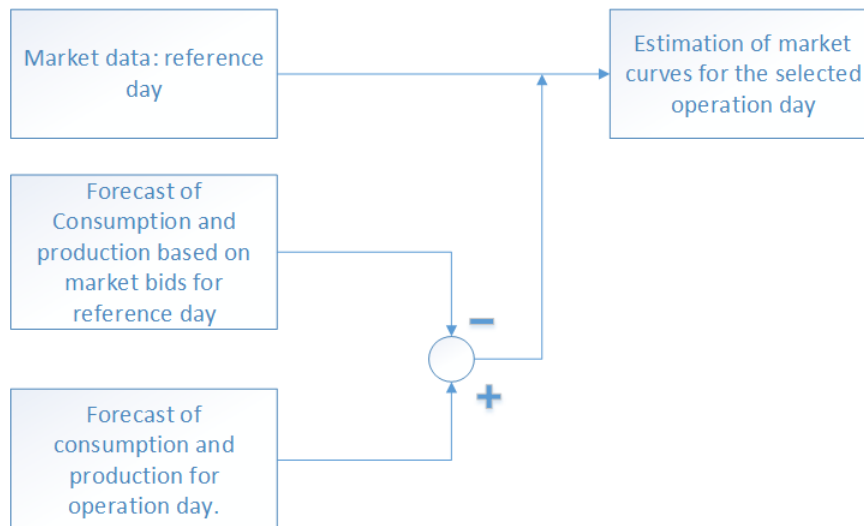 Market data: reference
day
Estimation of market
curves for the selected
operation day
Forecast of
Consumption and
production based on
market bids for
reference day
−
+
Forecast of
consumption and
production for
operation day.